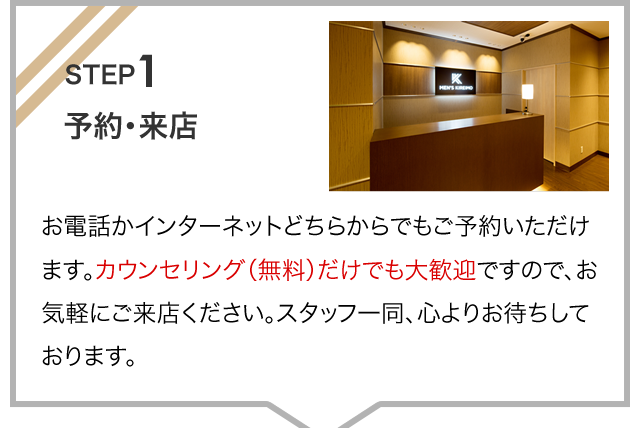 STEP1
予約・来店
MEN'S KIREIMO
お電話かインターネットどちらからでもご予約いただけ
ます。カウンセリング（無料）だけでも大歓迎ですので、お
気軽にご来店ください。スタッフ一同、心よりお待ちして
おります。